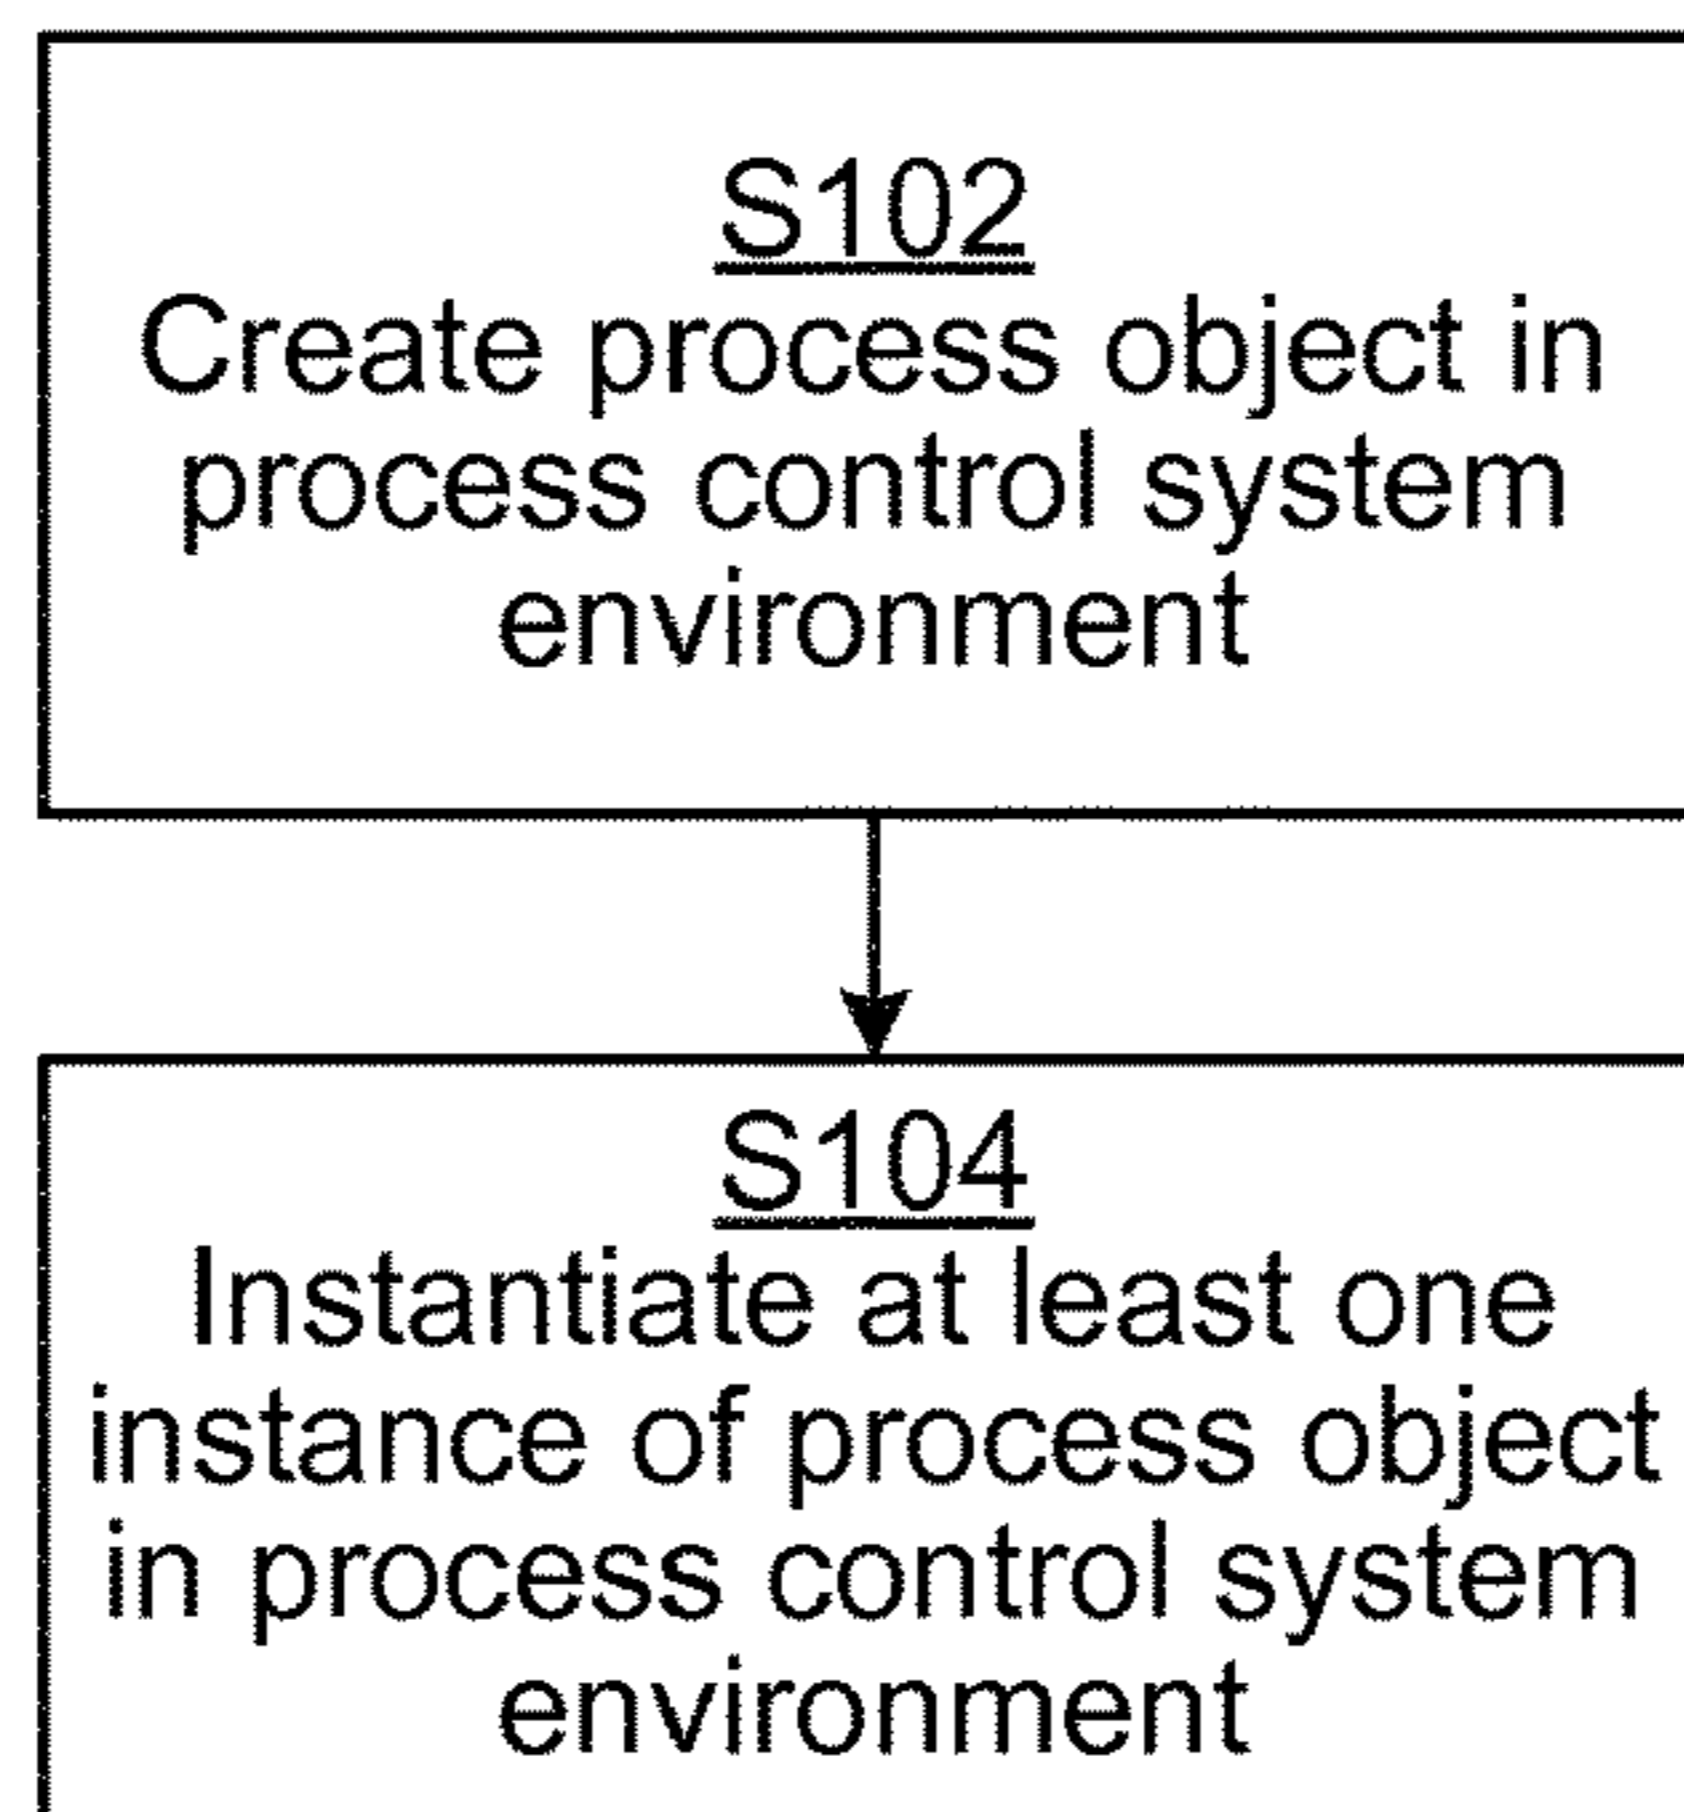 S102
Create process object in
process control system
environment
S104
Instantiate at least one
instance of process object
in process control system
environment